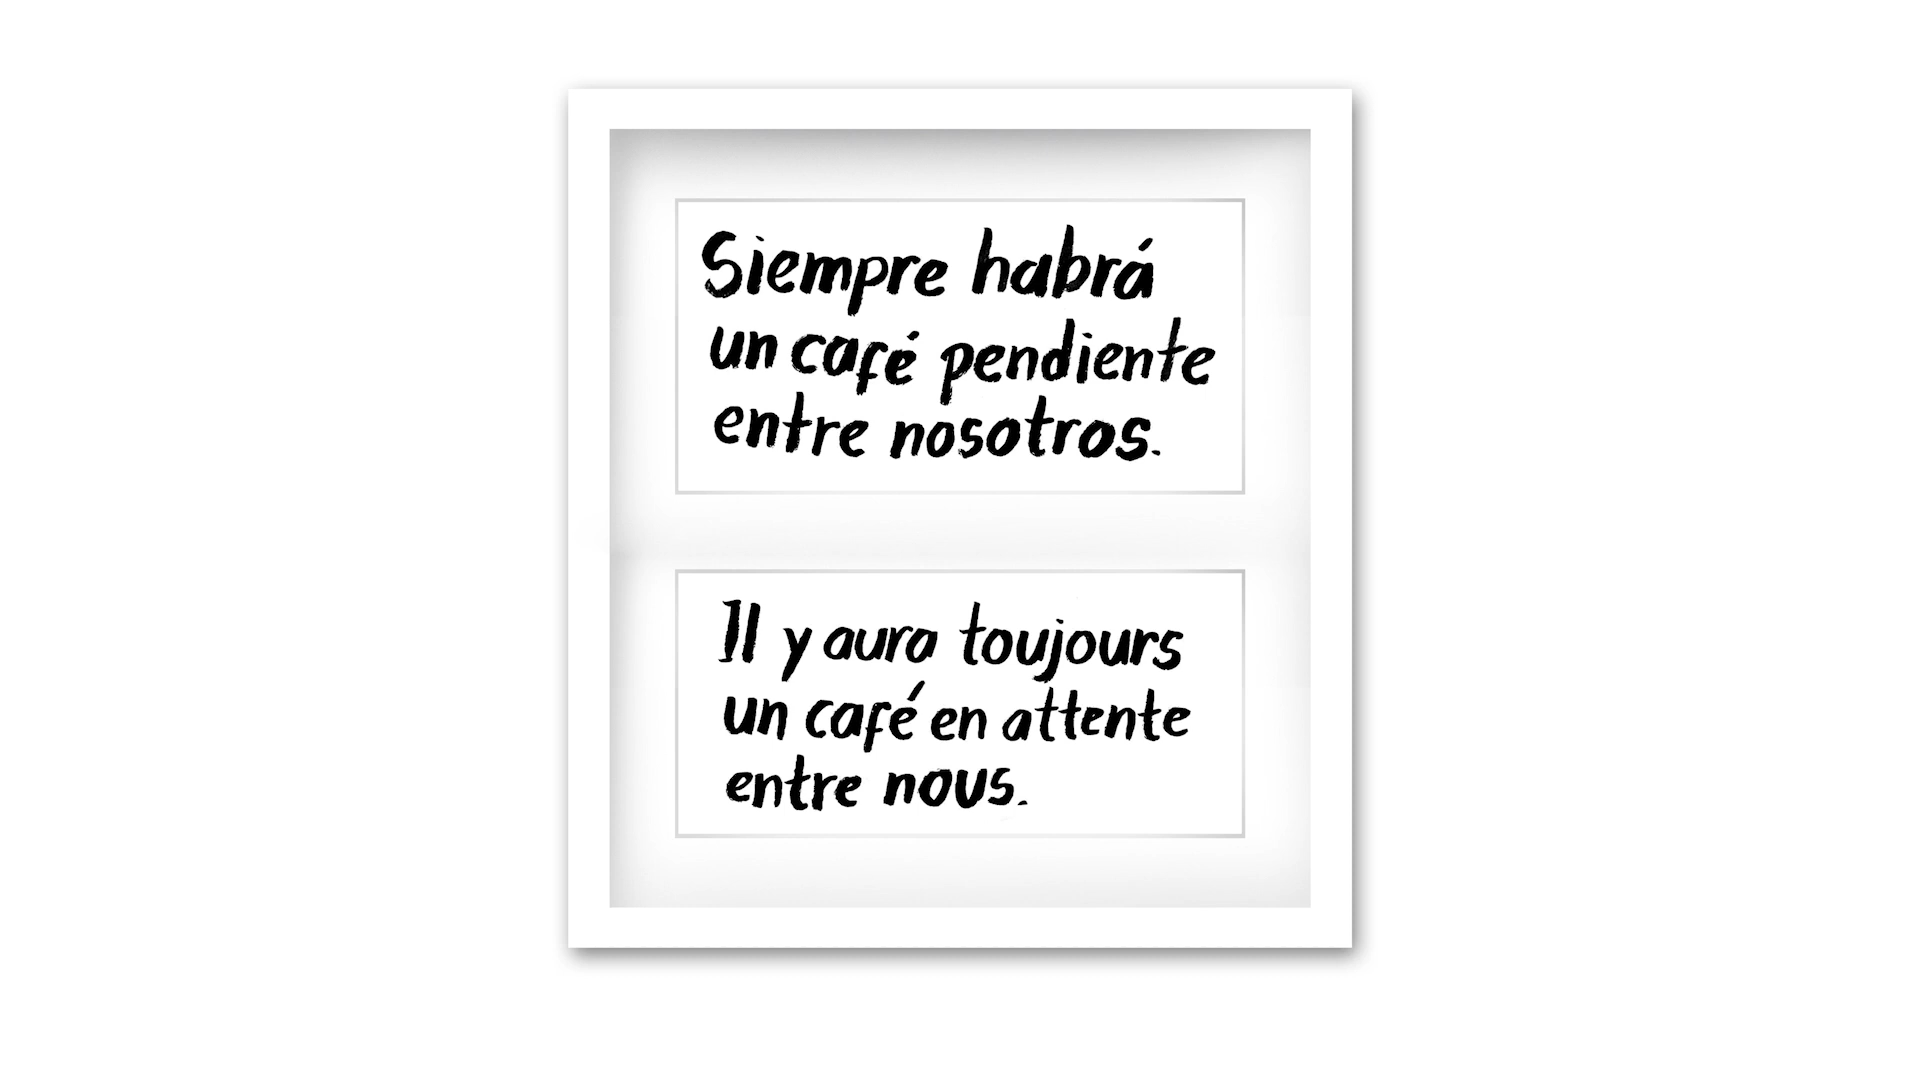 Siempre habrá
un café pendiente
entre nosotros.
Il y aura toujours
un café en attente
entre nous.